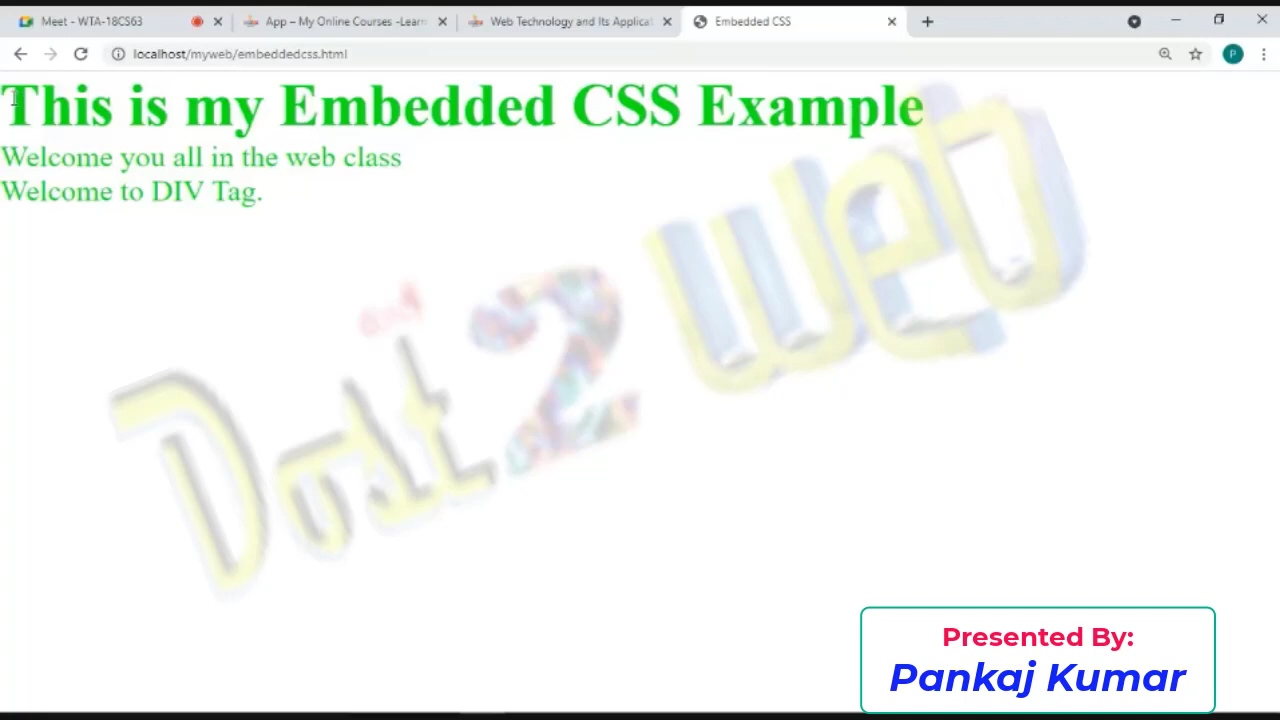 Meet - WTA-18CS63
App – My Online Courses -Learn
Web Technology and Its Applicat
Embedded CSS
localhost/myweb/embeddedcss.html
P
This is my Embedded CSS Example
Welcome you all in the web class
Welcome to DIV Tag.
2 web
Presented By:
Pankaj Kumar